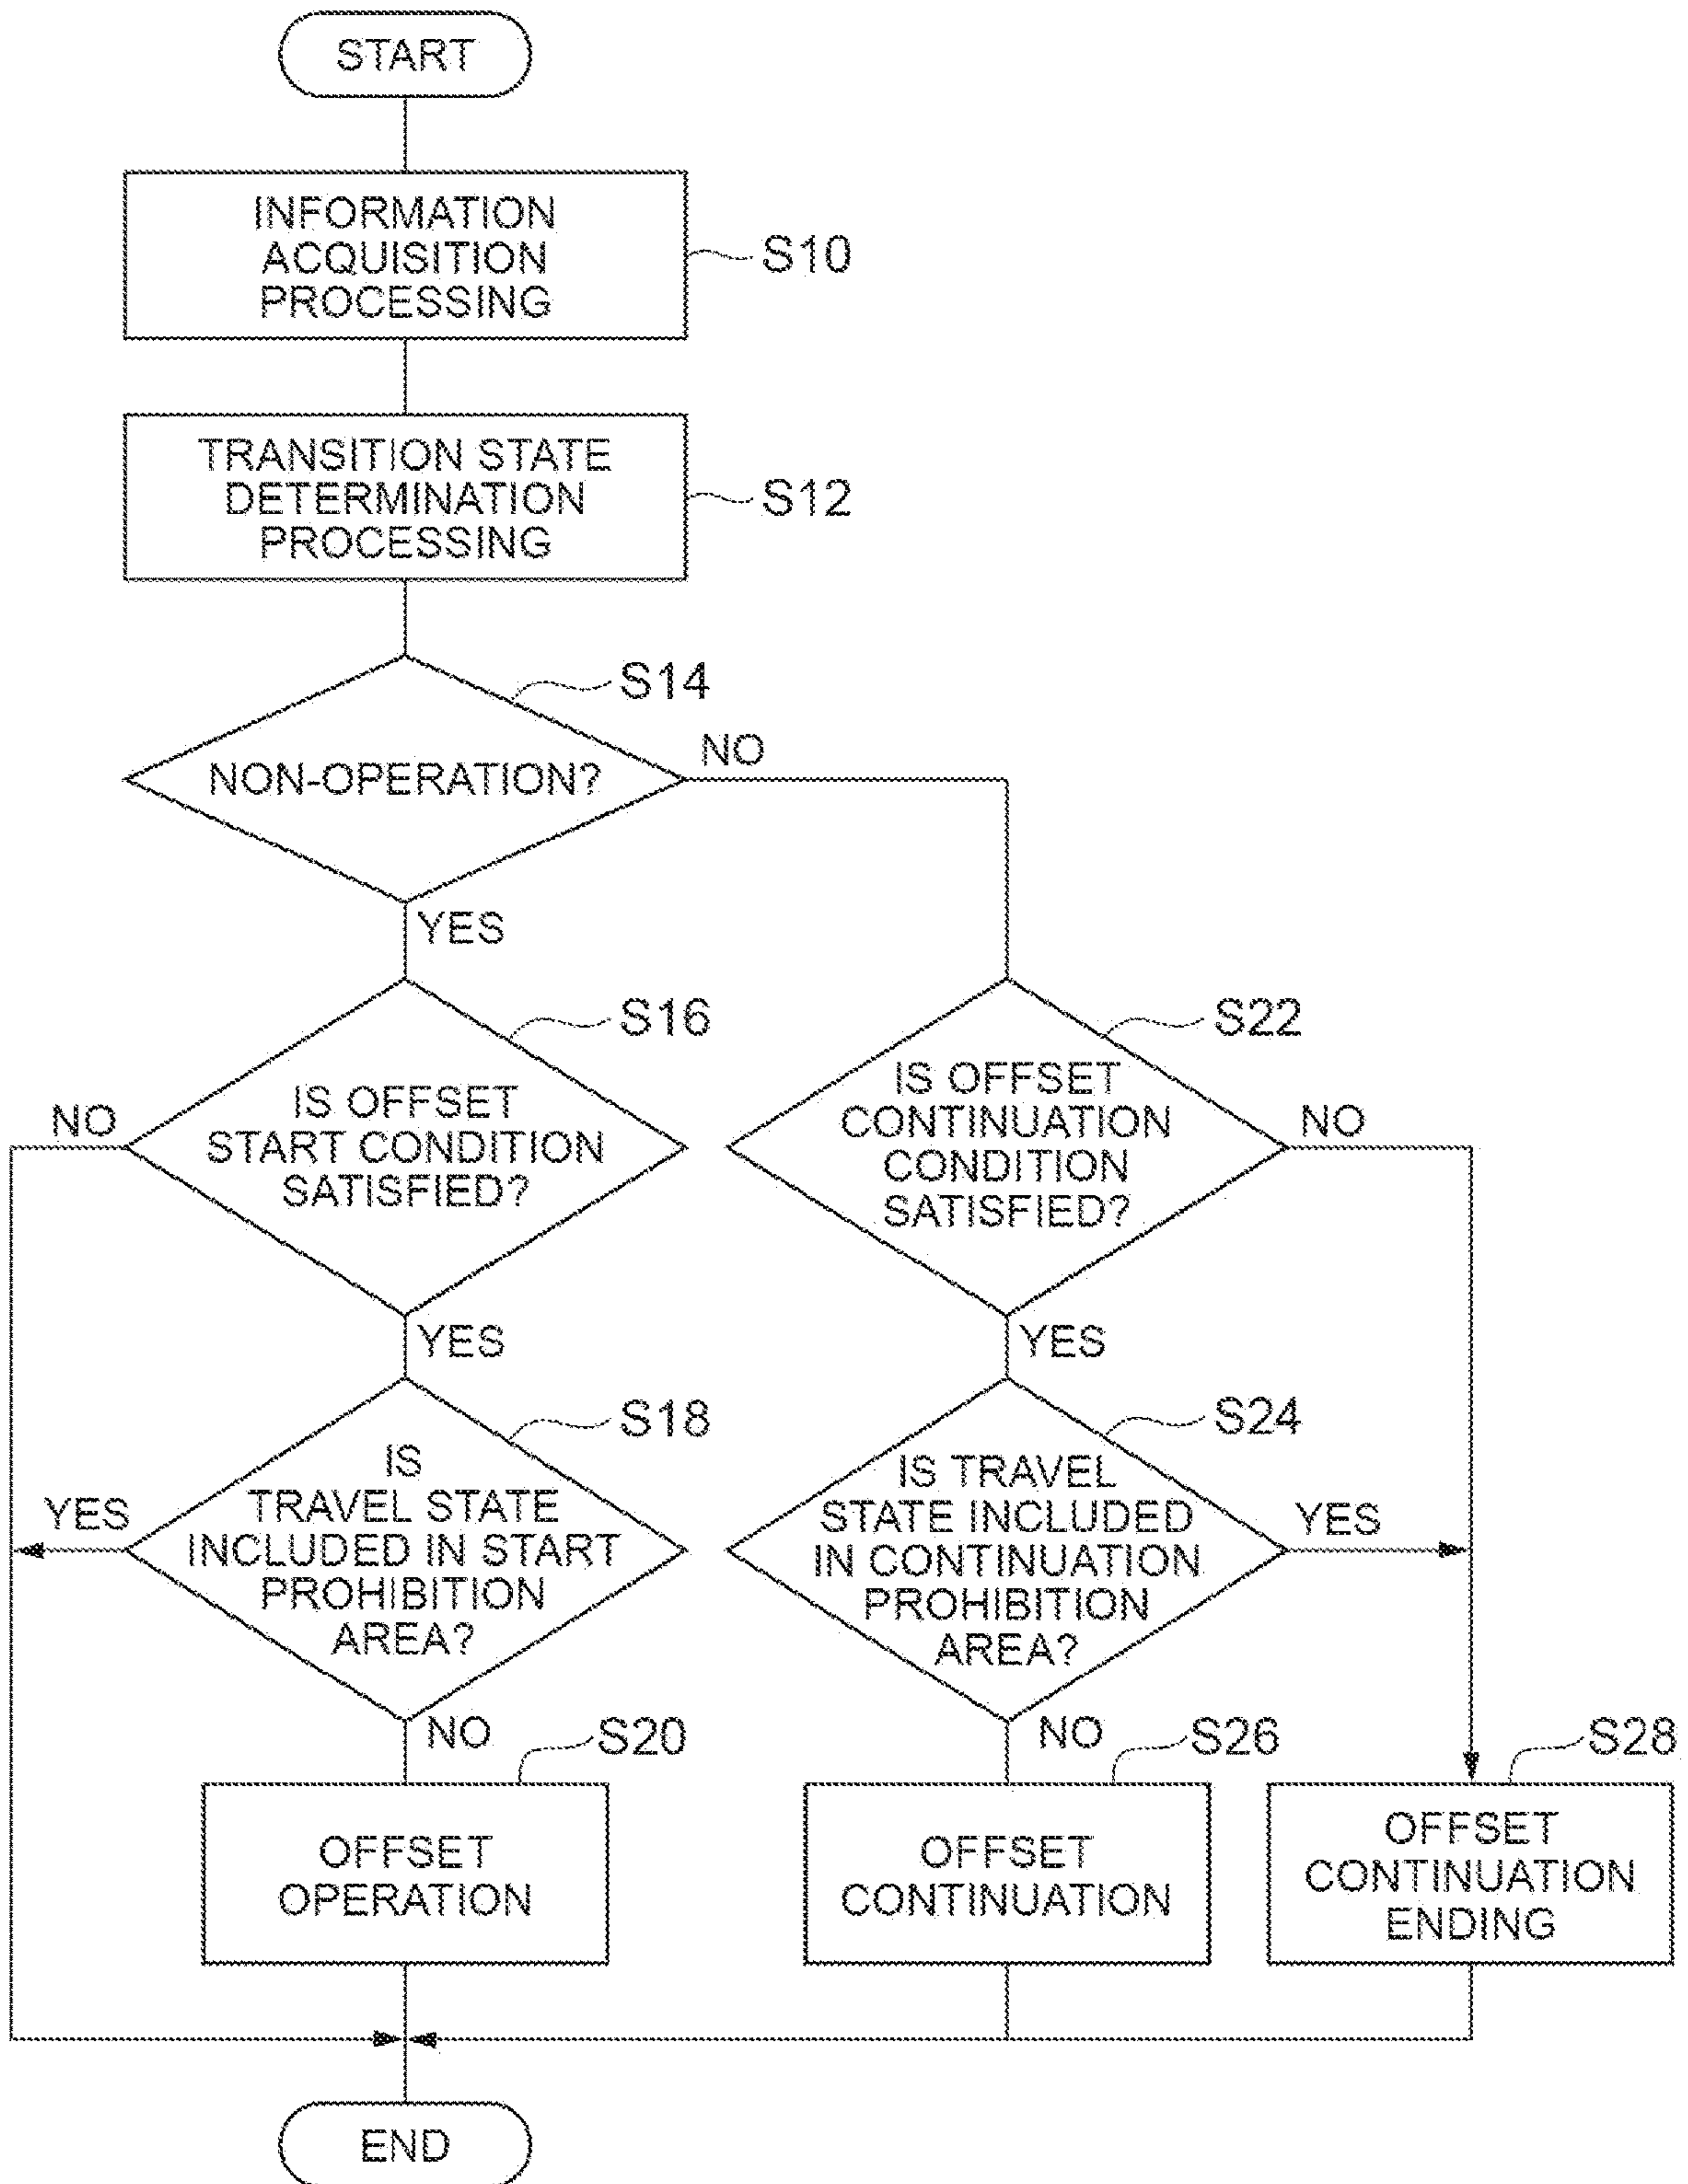 START
INFORMATION
ACQUISITION
PROCESSING
S10
TRANSITION STATE
DETERMINATION
PROCESSING
S12
S14
NON-OPERATION?
NO
YES
S16
IS OFFSET
START CONDITION
SATISFIED?
NO
YES
S22
IS OFFSET
CONTINUATION
CONDITION
SATISFIED?
NO
YES
S18
IS
TRAVEL STATE
INCLUDED IN START
PROHIBITION
AREA?
YES
NO
S24
IS TRAVEL
STATE INCLUDED
IN CONTINUATION
PROHIBITION
AREA?
YES
NO
S20
OFFSET
OPERATION
S26
OFFSET
CONTINUATION
S28
OFFSET
CONTINUATION
ENDING
END